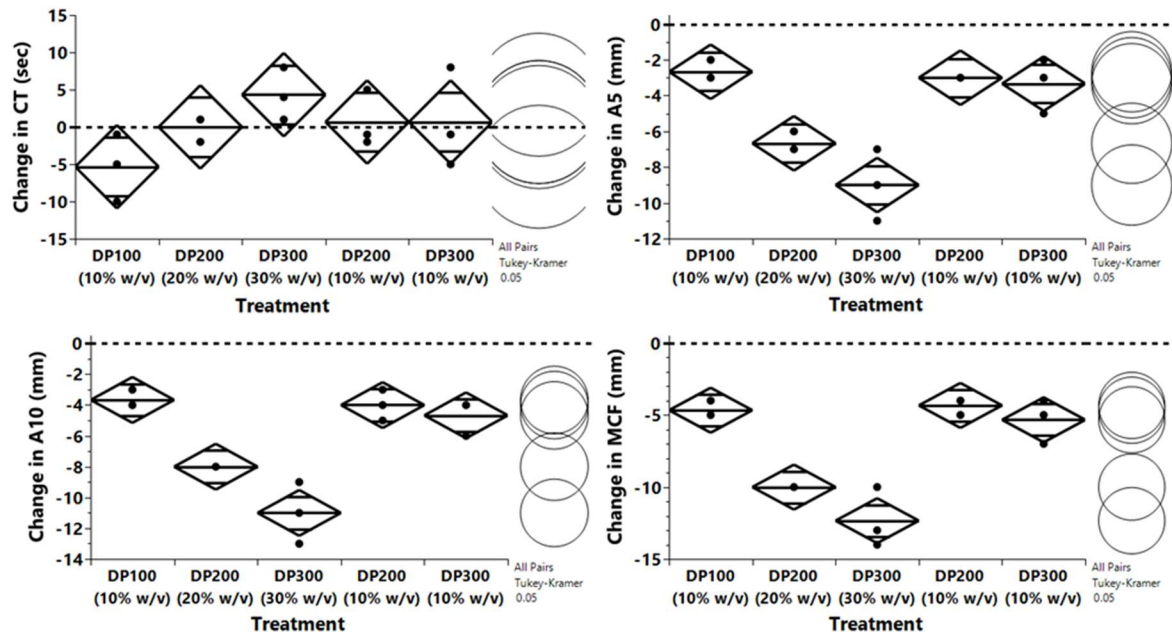 Change in CT (sec)
15
10
5
0
-5
-10
-15
DP100 DP200 DP300 DP200 DP300
(10% w/v) (20% w/v) (30% w/v) (10% w/v) (10% w/v)
Treatment
All Pairs
Tukey-Kramer
0.05
Change in A5 (mm)
0
-2
-4
-6
-8
-10
-12
DP100 DP200 DP300 DP200 DP300
(10% w/v) (20% w/v) (30% w/v) (10% w/v) (10% w/v)
Treatment
All Pairs
Tukey-Kramer
0.05
Change in A10 (mm)
0
-2
-4
-6
-8
-10
-12
-14
DP100 DP200 DP300 DP200 DP300
(10% w/v) (20% w/v) (30% w/v) (10% w/v) (10% w/v)
Treatment
All Pairs
Tukey-Kramer
0.05
Change in MCF (mm)
0
-5
-10
-15
DP100 DP200 DP300 DP200 DP300
(10% w/v) (20% w/v) (30% w/v) (10% w/v) (10% w/v)
Treatment
All Pairs
Tukey-Kramer
0.05